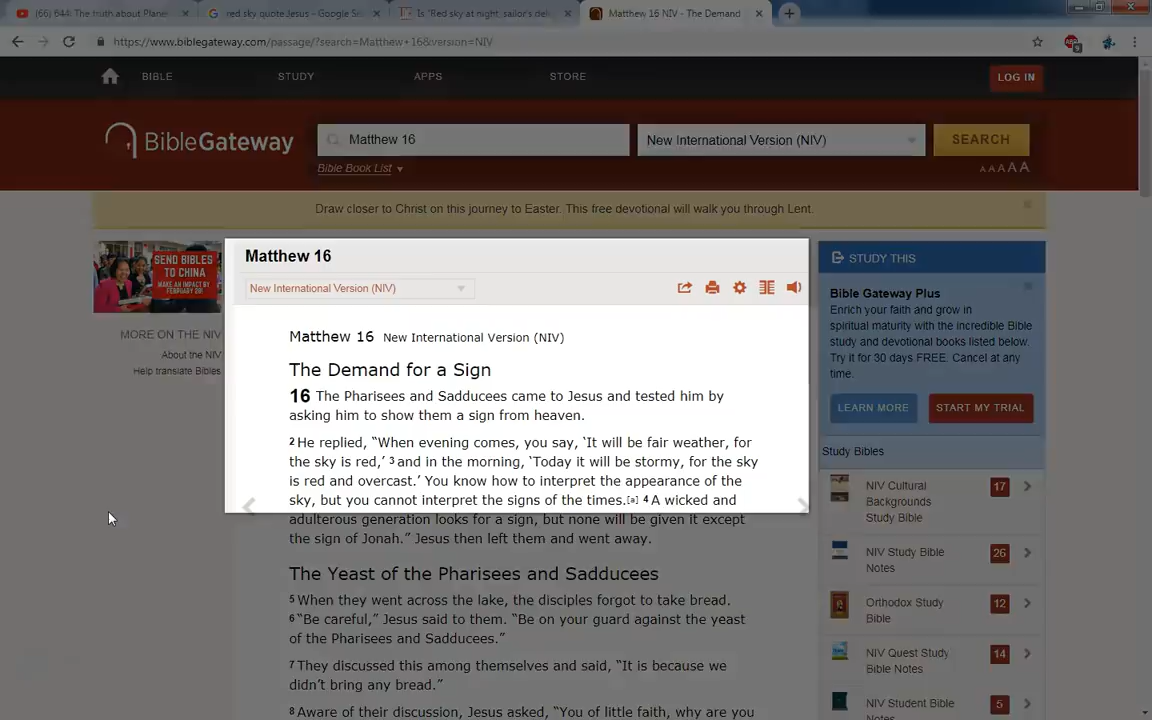 (66) 644 The truth about Plane
red sky quote Jesus - Google Se
Is "Red sky at night, sailor's deli
Matthew 16 NIV - The Demand
https://www.biblegateway.com/passage/?search=Matthew+16&version=NIV
BIBLE
STUDY
APPS
STORE
LOG IN
BibleGateway
Matthew 16
New International Version (NIV)
SEARCH
Bible Book List
A A A A A
Draw closer to Christ on this journey to Easter. This free devotional will walk you through Lent.
SEND BIBLES
TO CHINA
MAKE AN IMPACT BY
FEBRUARY 28!
MORE ON THE NIV
About the NIV
Help translate Bibles
Matthew 16
New International Version (NIV)
Matthew 16 New International Version (NIV)
The Demand for a Sign
16 The Pharisees and Sadducees came to Jesus and tested him by
asking him to show them a sign from heaven.
2 He replied, “When evening comes, you say, ‘It will be fair weather, for
the sky is red,’ 3 and in the morning, ‘Today it will be stormy, for the sky
is red and overcast.’ You know how to interpret the appearance of the
sky, but you cannot interpret the signs of the times.[a] 4 A wicked and
adulterous generation looks for a sign, but none will be given it except
the sign of Jonah.” Jesus then left them and went away.
The Yeast of the Pharisees and Sadducees
5 When they went across the lake, the disciples forgot to take bread.
6 “Be careful,” Jesus said to them. “Be on your guard against the yeast
of the Pharisees and Sadducees.”
7 They discussed this among themselves and said, “It is because we
didn’t bring any bread.”
8 Aware of their discussion, Jesus asked, “You of little faith, why are you
STUDY THIS
Bible Gateway Plus
Enrich your faith and grow in
spiritual maturity with the incredible Bible
study and devotional books listed below.
Try it for 30 days FREE. Cancel at any
time.
LEARN MORE
START MY TRIAL
Study Bibles
NIV Cultural
Backgrounds
Study Bible
17
NIV Study Bible
Notes
26
Orthodox Study
Bible
12
NIV Quest Study
Bible Notes
14
NIV Student Bible
5